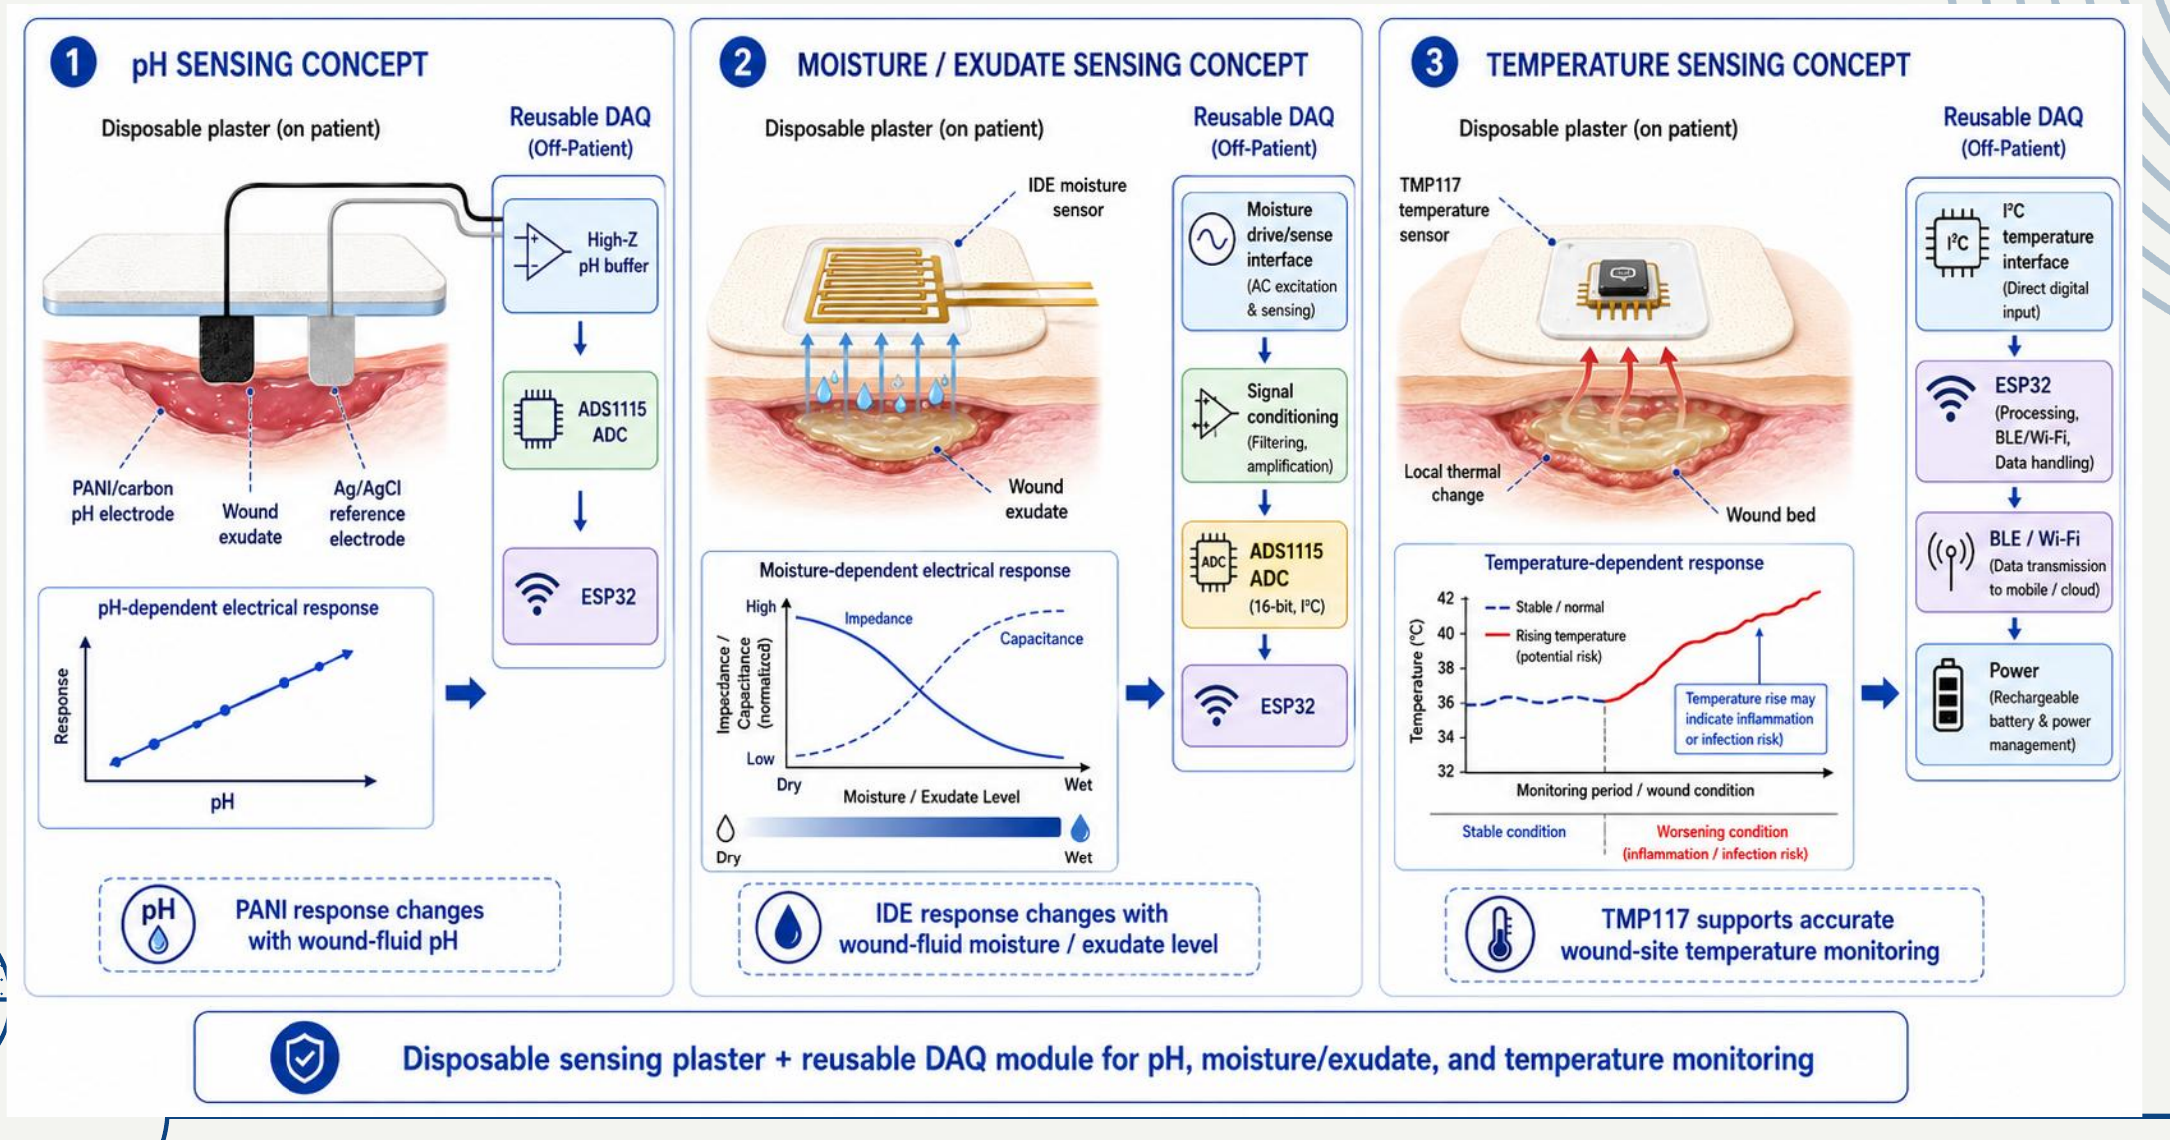 1
pH SENSING CONCEPT
Disposable plaster (on patient)
Reusable DAQ
(Off-Patient)
High-Z
pH buffer
ADS1115
ADC
ESP32
PANI/carbon
pH electrode
Wound
exudate
Ag/AgCl
reference
electrode
pH-dependent electrical response
Response
pH
pH
PANI response changes
with wound-fluid pH
2
MOISTURE / EXUDATE SENSING CONCEPT
Disposable plaster (on patient)
Reusable DAQ
(Off-Patient)
IDE moisture
sensor
Moisture
drive/sense
interface
(AC excitation
& sensing)
Signal
conditioning
(Filtering,
amplification)
ADC
ADS1115
ADC
(16-bit, I²C)
ESP32
Wound
exudate
Moisture-dependent electrical response
High
Impedance
Capacitance
Impacdance /
Capacitance
(normalized)
Low
Dry
Wet
Moisture / Exudate Level
Dry
Wet
IDE response changes with
wound-fluid moisture / exudate level
3
TEMPERATURE SENSING CONCEPT
Disposable plaster (on patient)
Reusable DAQ
(Off-Patient)
TMP117
temperature
sensor
I²C
I²C
temperature
interface
(Direct digital
input)
ESP32
(Processing,
BLE/Wi-Fi,
Data handling)
BLE / Wi-Fi
(Data transmission
to mobile / cloud)
Power
(Rechargeable
battery & power
management)
Local thermal
change
Wound bed
Temperature-dependent response
Temperature (°C)
42
40
38
36
34
32
Stable / normal
Rising temperature
(potential risk)
Temperature rise may
indicate inflammation
or infection risk)
Monitoring period / wound condition
Stable condition
Worsening condition
(inflammation / infection risk)
TMP117 supports accurate
wound-site temperature monitoring
Disposable sensing plaster + reusable DAQ module for pH, moisture/exudate, and temperature monitoring